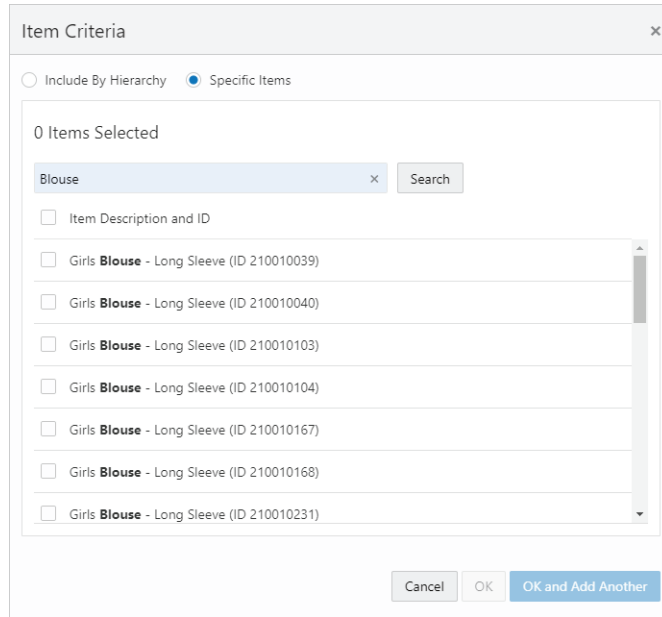 Item Criteria
Include By Hierarchy Specific Items
0 Items Selected
Blouse Search
Item Description and ID
Girls Blouse - Long Sleeve (ID 210010039)
Girls Blouse - Long Sleeve (ID 210010040)
Girls Blouse - Long Sleeve (ID 210010103)
Girls Blouse - Long Sleeve (ID 210010104)
Girls Blouse - Long Sleeve (ID 210010167)
Girls Blouse - Long Sleeve (ID 210010168)
Girls Blouse - Long Sleeve (ID 210010231)
Cancel OK OK and Add Another